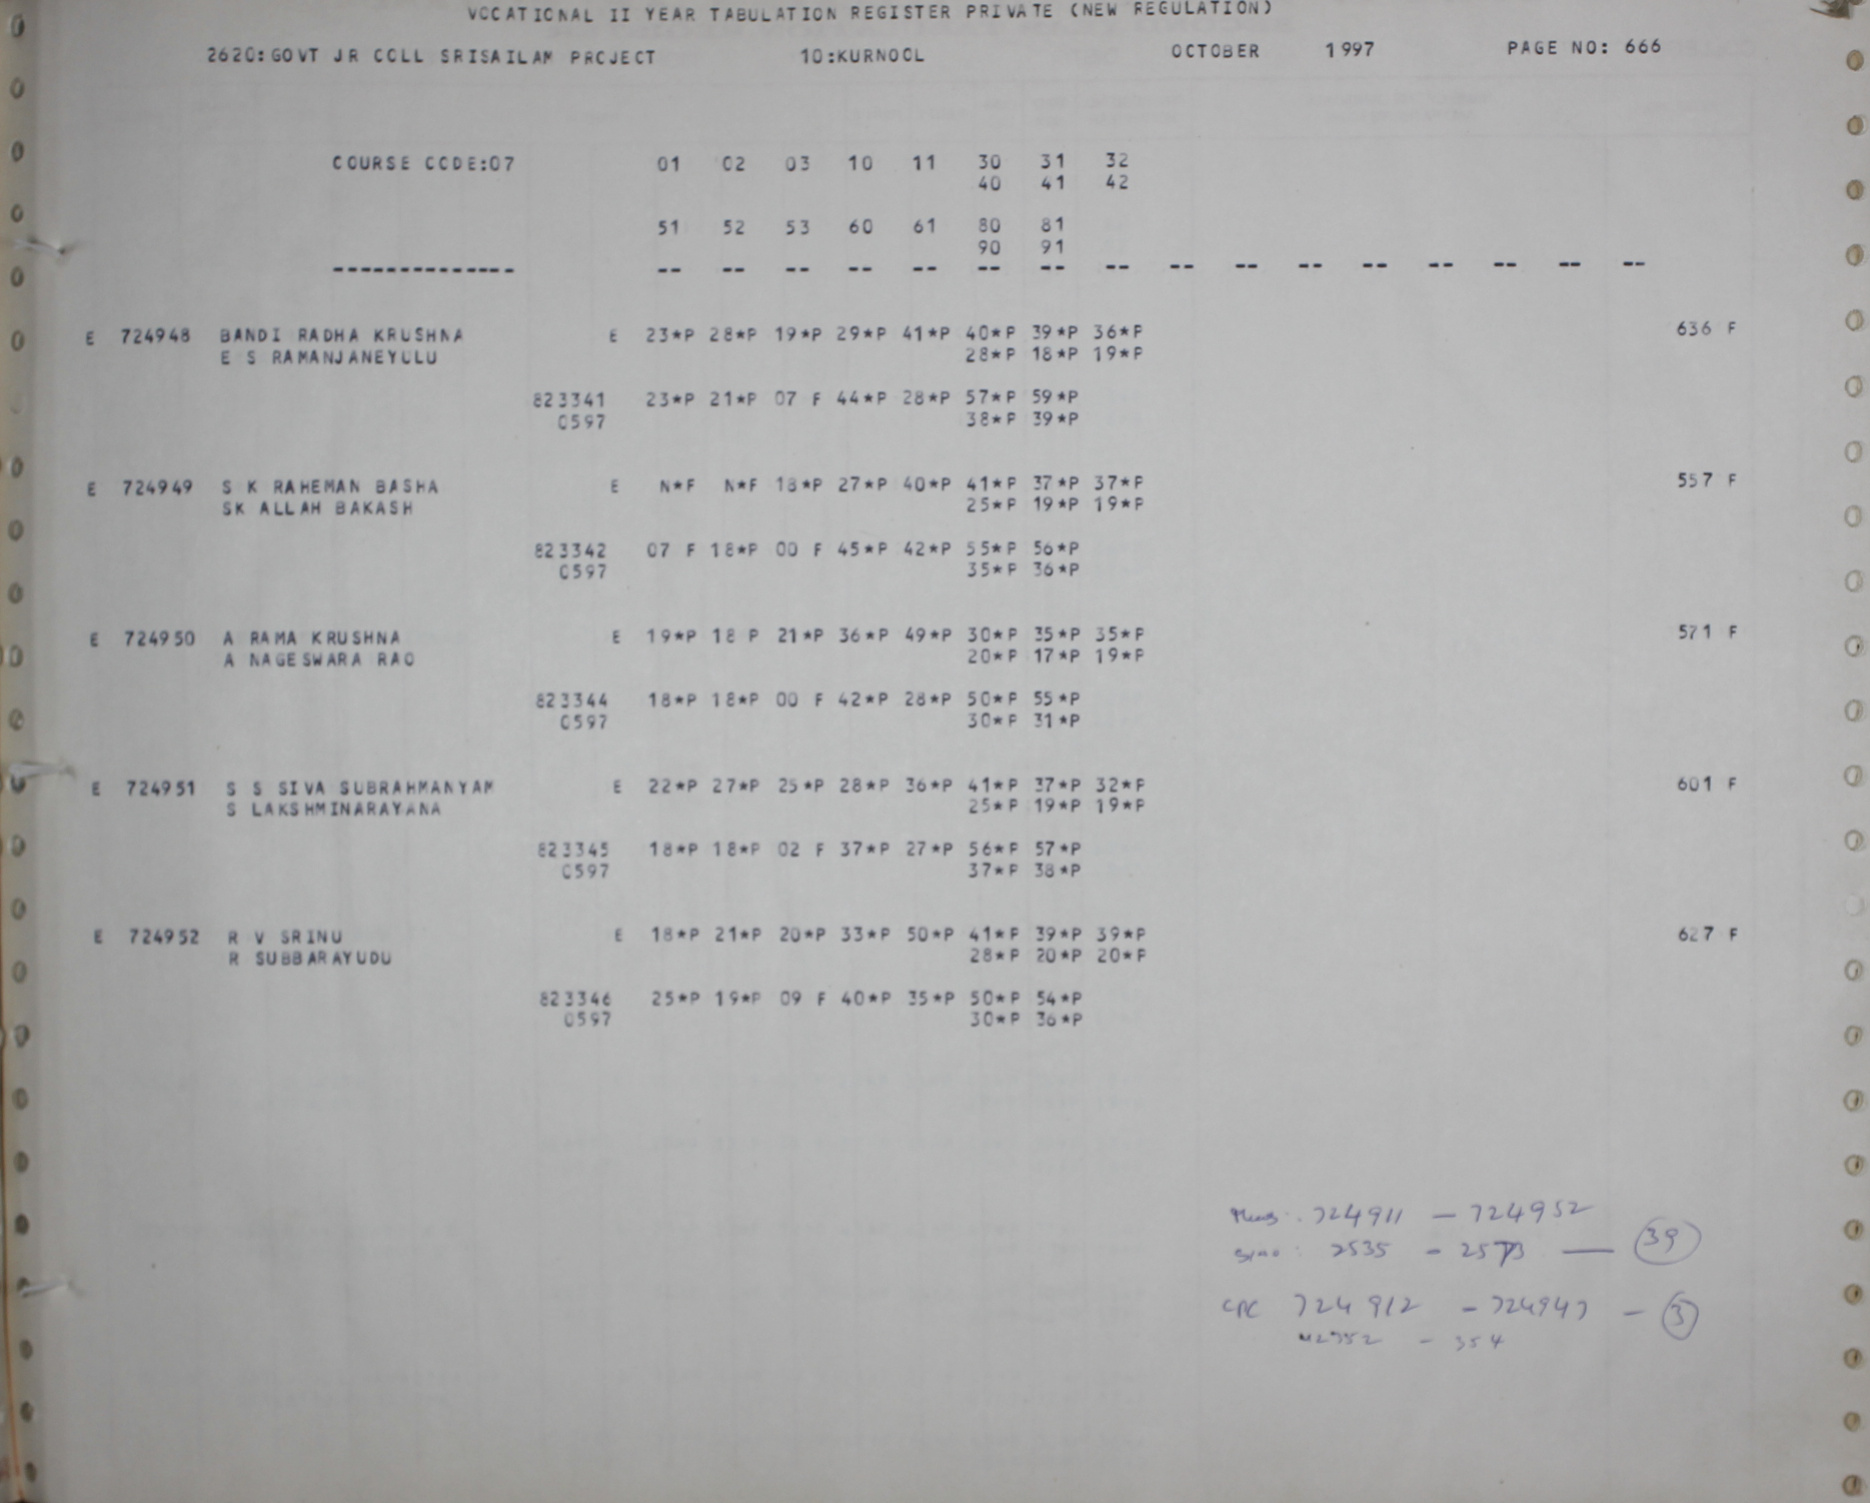 VOCATIONAL II YEAR TABULATION REGISTER PRIVATE (NEW REGULATION)
2620:GOVT JR COLL SRISAILAM PROJECT 10:KURNOOL OCTOBER 1997 PAGE NO: 666
COURSE CODE:07 01 02 03 10 11 30 31 32
40 41 42
51 52 53 60 61 80 81
90 91
-------------- -- -- -- -- -- -- -- -- -- -- -- -- -- -- -- --
E 724948 BANDI RADHA KRUSHNA E 23*P 28*P 19*P 29*P 41*P 40*P 39*P 36*P 636 F
E S RAMANJANEYULU 28*P 18*P 19*P
823341 23*P 21*P 07 F 44*P 28*P 57*P 59*P
0597 38*P 39*P
E 724949 S K RAHEMAN BASHA E N*F N*F 18*P 27*P 40*P 41*P 37*P 37*P 557 F
SK ALLAH BAKASH 25*P 19*P 19*P
823342 07 F 18*P 00 F 45*P 42*P 55*P 56*P
0597 35*P 36*P
E 724950 A RAMA KRUSHNA E 19*P 18 P 21*P 36*P 49*P 30*P 35*P 35*P 571 F
A NAGESWARA RAO 20*P 17*P 19*P
823344 18*P 18*P 00 F 42*P 28*P 50*P 55*P
0597 30*P 31*P
E 724951 S S SIVA SUBRAHMANYAM E 22*P 27*P 25*P 28*P 36*P 41*P 37*P 32*P 601 F
S LAKSHMINARAYANA 25*P 19*P 19*P
823345 18*P 18*P 02 F 37*P 27*P 56*P 57*P
0597 37*P 38*P
E 724952 R V SRINU E 18*P 21*P 20*P 33*P 50*P 41*P 39*P 39*P 627 F
R SUBBARAYUDU 28*P 20*P 20*P
823346 25*P 19*P 09 F 40*P 35*P 50*P 54*P
0597 30*P 36*P
724911 — 724952
2535 - 2573 — 39
724912 - 724947 - 3
- 354